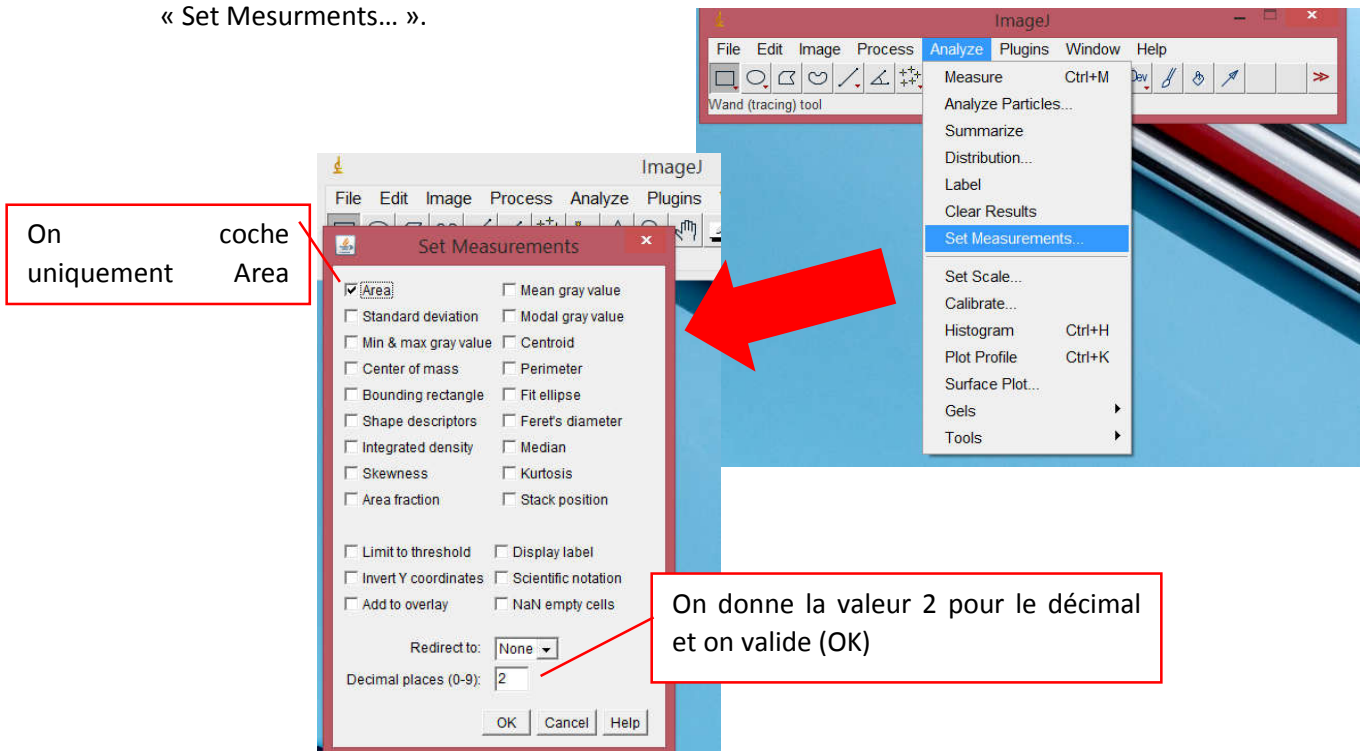 « Set Mesurments… ».
ImageJ
File Edit Image Process Analyze Plugins Window Help
Wand (tracing) tool
Measure Ctrl+M
Analyze Particles...
Summarize
Distribution...
Label
Clear Results
Set Measurements...
Set Scale...
Calibrate...
Histogram Ctrl+H
Plot Profile Ctrl+K
Surface Plot...
Gels
Tools
Dev
ImageJ
File Edit Image Process Analyze Plugins
On coche
uniquement Area
Set Measurements
Area Mean gray value
Standard deviation Modal gray value
Min & max gray value Centroid
Center of mass Perimeter
Bounding rectangle Fit ellipse
Shape descriptors Feret's diameter
Integrated density Median
Skewness Kurtosis
Area fraction Stack position
Limit to threshold Display label
Invert Y coordinates Scientific notation
Add to overlay NaN empty cells
Redirect to: None
Decimal places (0-9): 2
OK Cancel Help
On donne la valeur 2 pour le décimal
et on valide (OK)